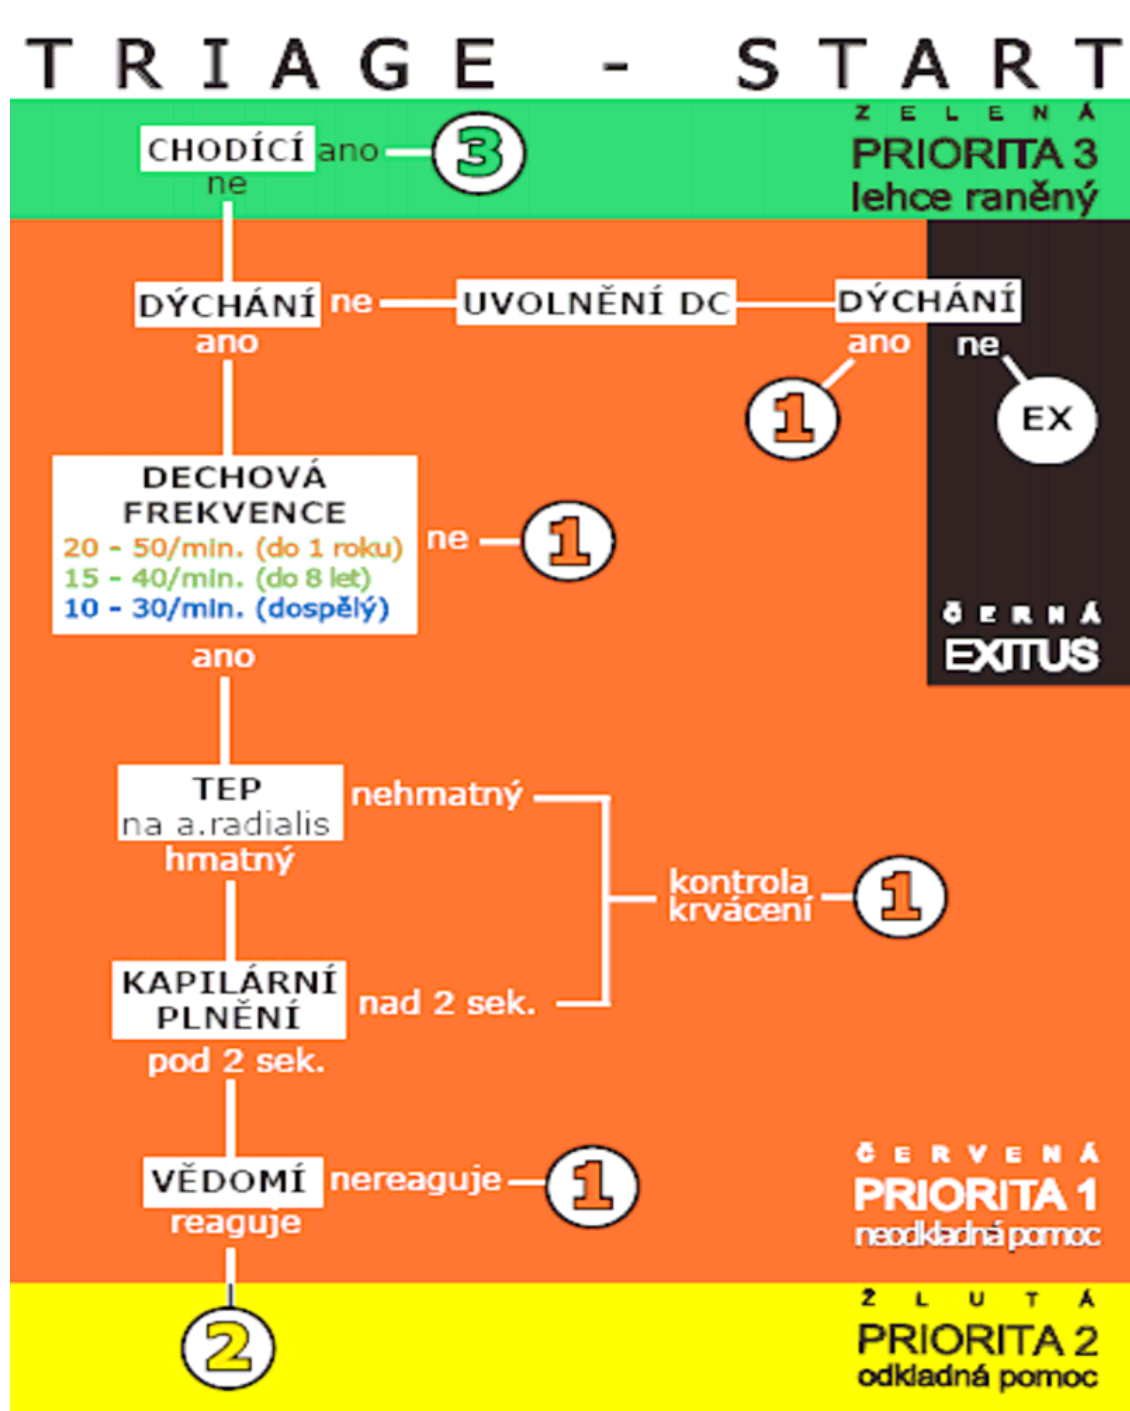 TRIAGE - START
CHODÍCÍ ano 3
ne
ZELENÁ
PRIORITA 3
lehce raněný
DÝCHÁNÍ ne UVOLNĚNÍ DC DÝCHÁNÍ
ano
ano ne
1 EX
DECHOVÁ
FREKVENCE
20 - 50/min. (do 1 roku)
15 - 40/min. (do 8 let)
10 - 30/min. (dospělý)
ne 1
ano
ČERNÁ
EXITUS
TEP
na a.radialis
nehmatný
hmatný
kontrola
krvácení
1
KAPILÁRNÍ
PLNĚNÍ
nad 2 sek.
pod 2 sek.
VĚDOMÍ nereaguje 1
reaguje
ČERVENÁ
PRIORITA 1
neodkladná pomoc
2
ŽLUTÁ
PRIORITA 2
odkladná pomoc